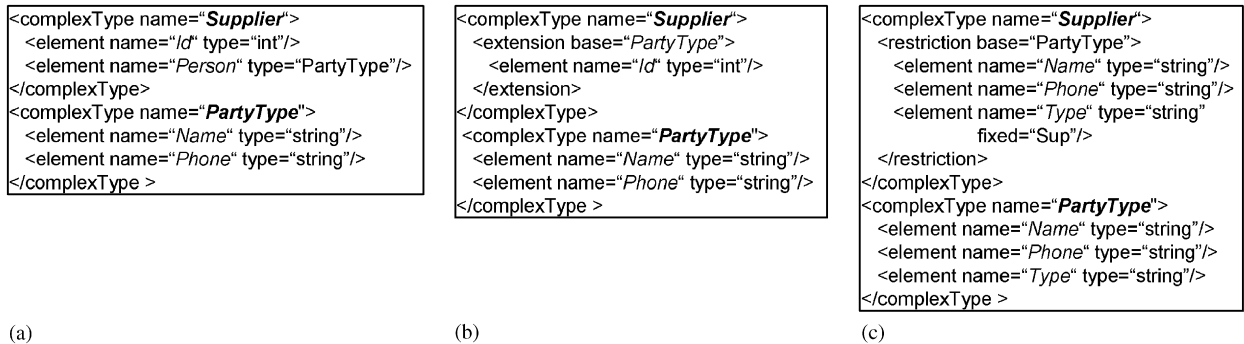 <complexType name=“Supplier“>
<element name=“Id“ type=“int”/>
<element name=“Person“ type=“PartyType”/>
</complexType>
<complexType name=“PartyType">
<element name=“Name“ type=“string”/>
<element name=“Phone“ type=“string”/>
</complexType >
(a)
<complexType name=“Supplier“>
<extension base=“PartyType”>
<element name=“Id“ type=“int”/>
</extension>
</complexType>
<complexType name=“PartyType">
<element name=“Name“ type=“string”/>
<element name=“Phone“ type=“string”/>
</complexType >
(b)
<complexType name=“Supplier“>
<restriction base=“PartyType”>
<element name=“Name“ type=“string”/>
<element name=“Phone“ type=“string”/>
<element name=“Type“ type=“string”
fixed=“Sup”/>
</restriction>
</complexType>
<complexType name=“PartyType">
<element name=“Name“ type=“string”/>
<element name=“Phone“ type=“string”/>
<element name=“Type“ type=“string”/>
</complexType >
(c)